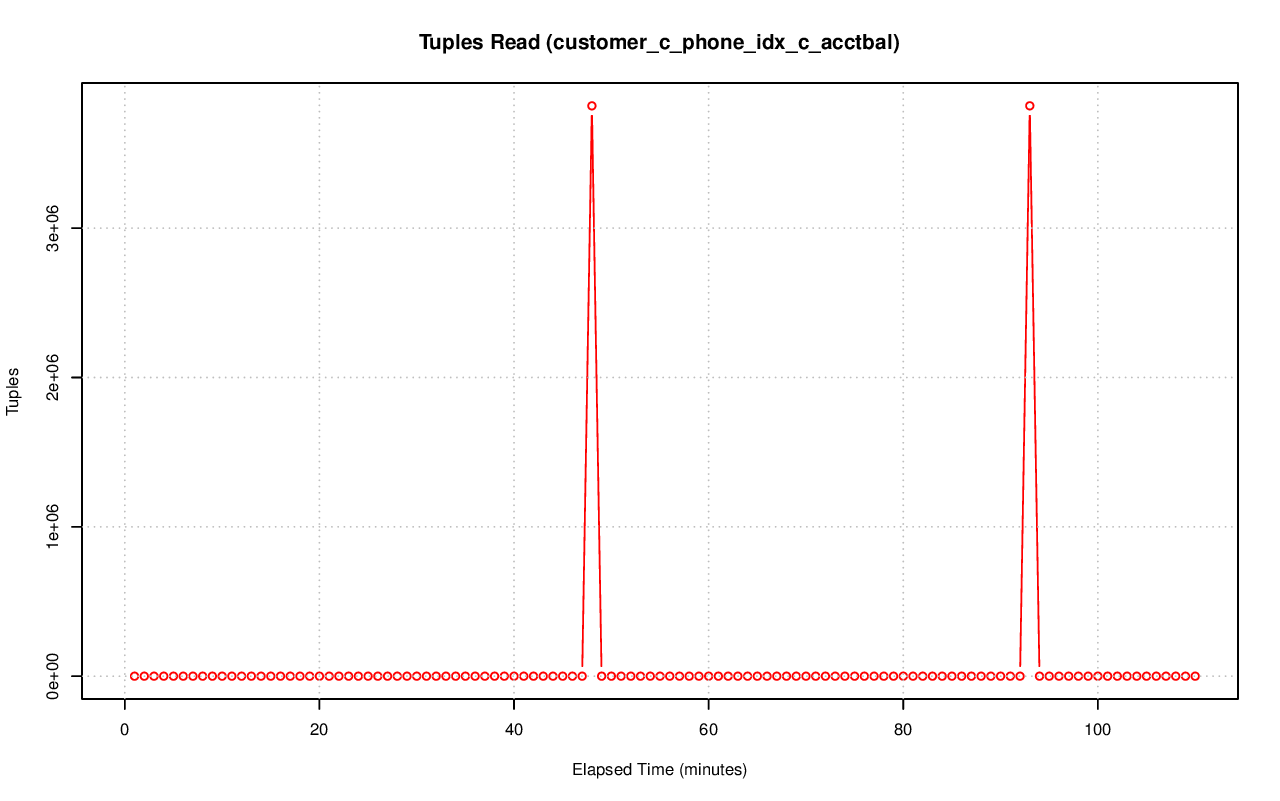 Tuples Read (customer_c_phone_idx_c_acctbal)
Tuples
3e+06
2e+06
1e+06
0e+00
0 20 40 60 80 100
Elapsed Time (minutes)